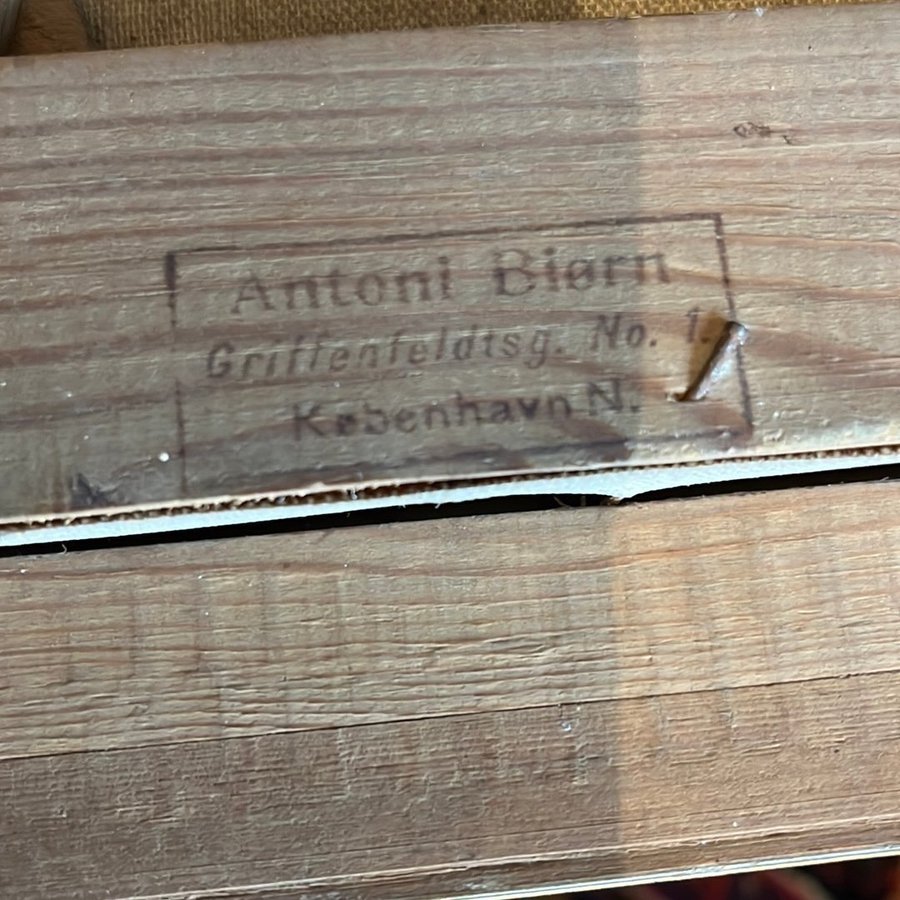 Antoni Biørn
Griffenfeldtsg. No. 1.
København N.